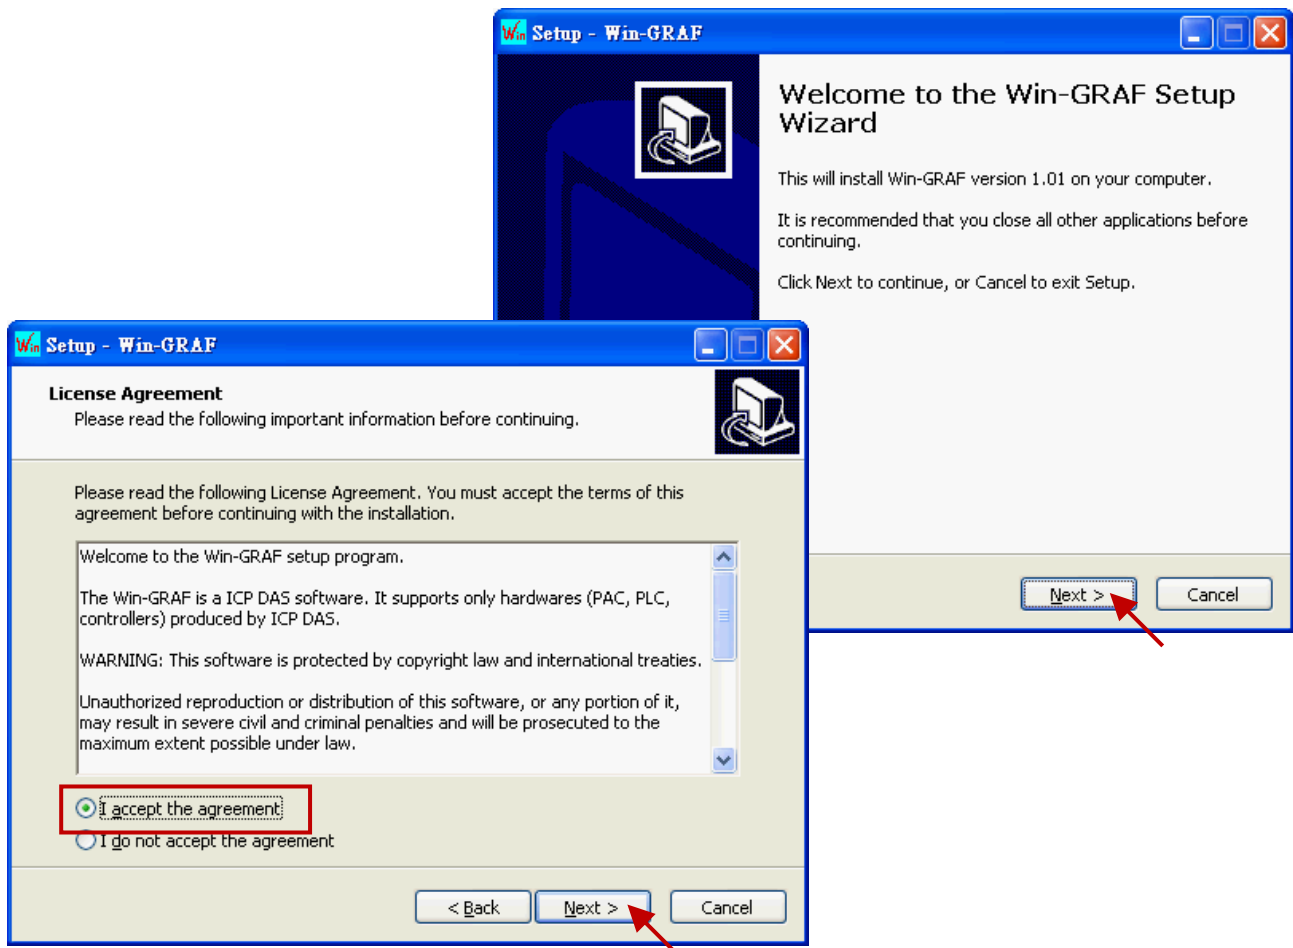 Win Setup - Win-GRAF
Welcome to the Win-GRAF Setup
Wizard
This will install Win-GRAF version 1.01 on your computer.
It is recommended that you close all other applications before
continuing.
Click Next to continue, or Cancel to exit Setup.
Next >
Cancel
Win Setup - Win-GRAF
License Agreement
Please read the following important information before continuing.
Please read the following License Agreement. You must accept the terms of this
agreement before continuing with the installation.
Welcome to the Win-GRAF setup program.
The Win-GRAF is a ICP DAS software. It supports only hardwares (PAC, PLC,
controllers) produced by ICP DAS.
WARNING: This software is protected by copyright law and international treaties.
Unauthorized reproduction or distribution of this software, or any portion of it,
may result in severe civil and criminal penalties and will be prosecuted to the
maximum extent possible under law.
I accept the agreement
I do not accept the agreement
< Back
Next >
Cancel